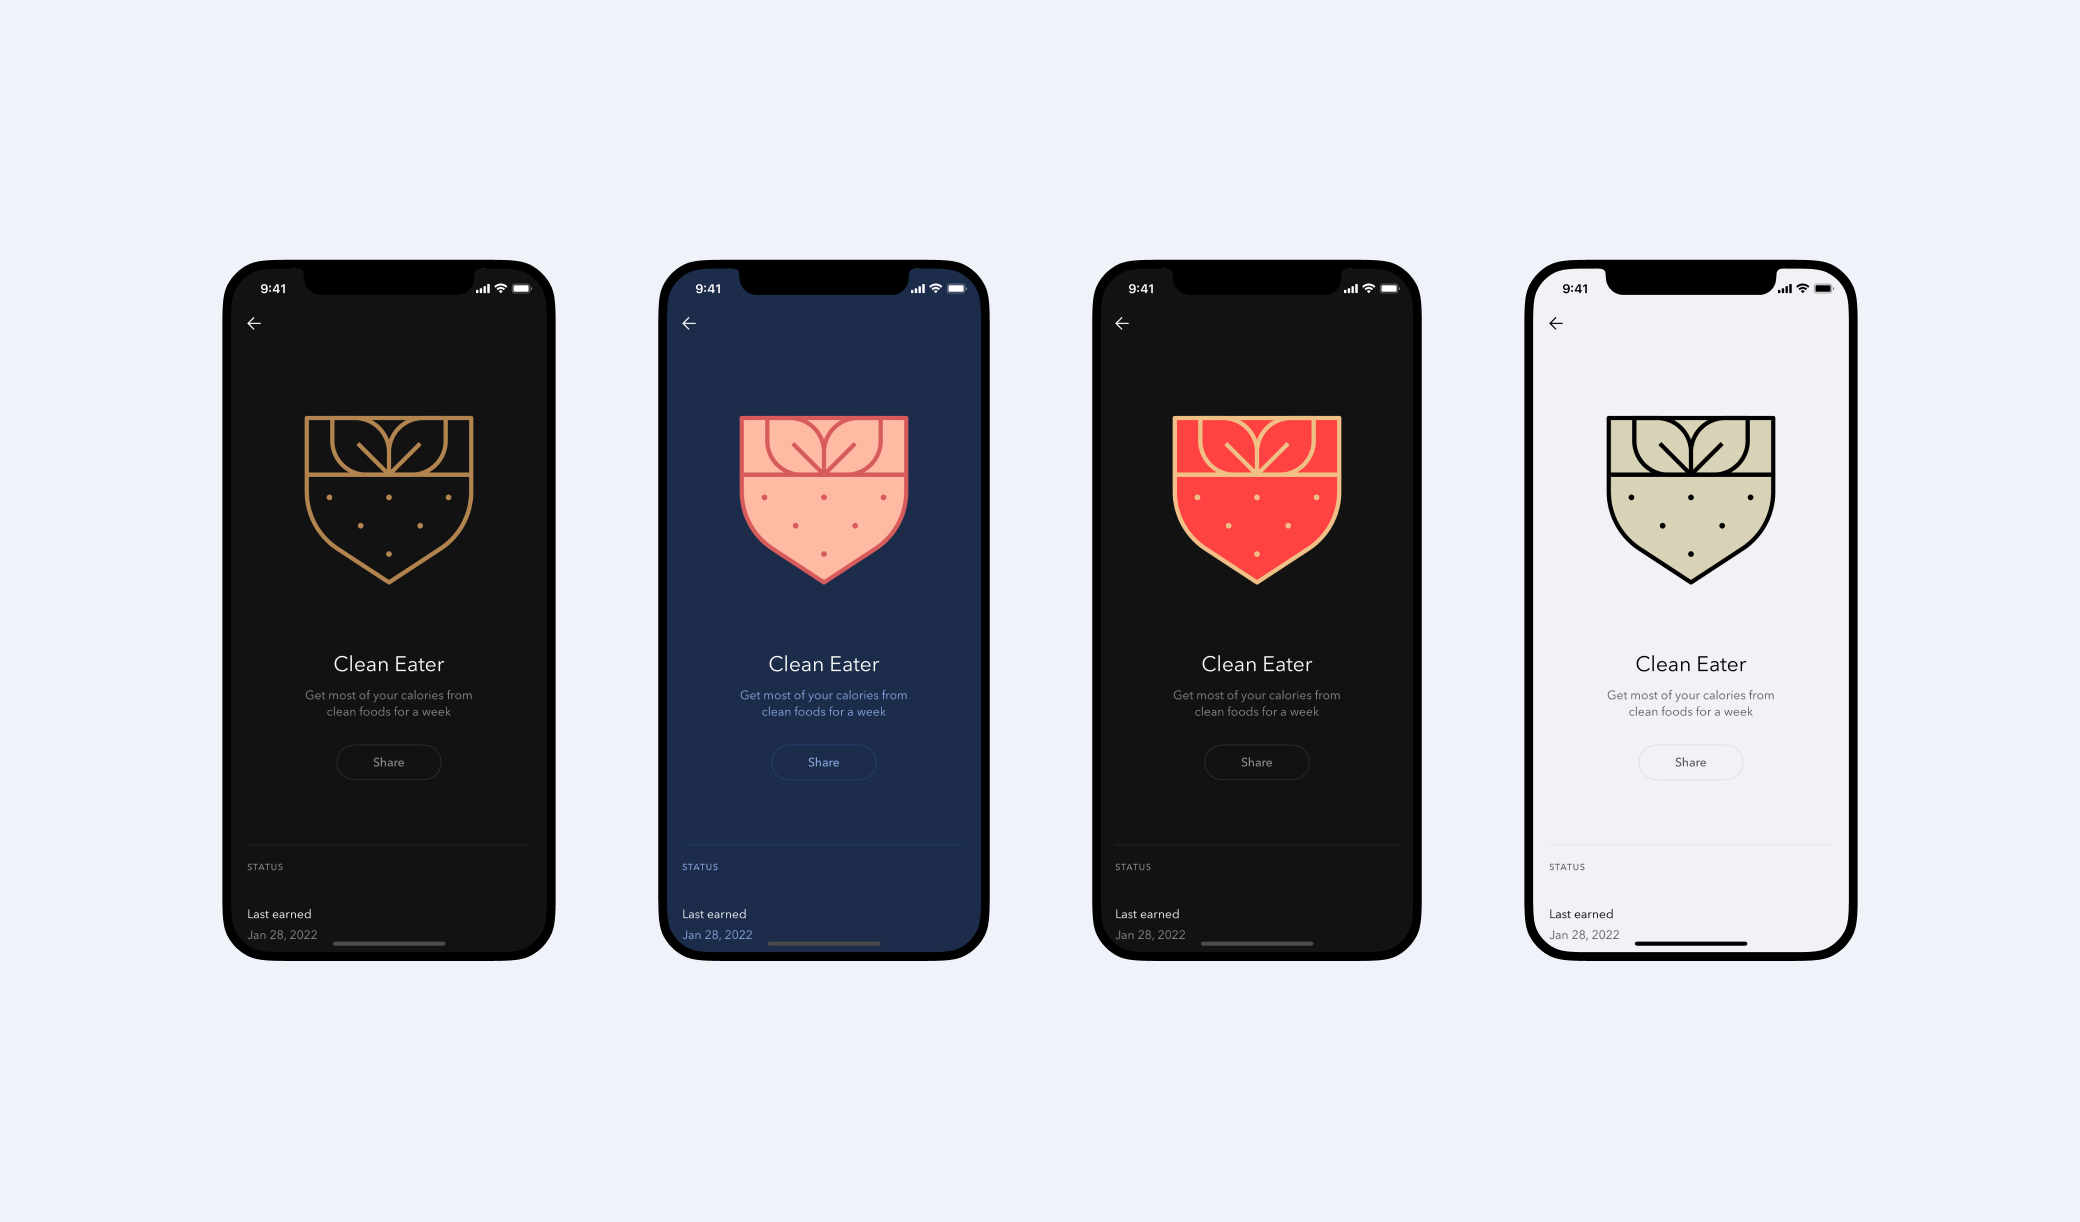 9:41
Clean Eater
Get most of your calories from
clean foods for a week
Share
STATUS
Last earned
Jan 28, 2022
9:41
Clean Eater
Get most of your calories from
clean foods for a week
Share
STATUS
Last earned
Jan 28, 2022
9:41
Clean Eater
Get most of your calories from
clean foods for a week
Share
STATUS
Last earned
Jan 28, 2022
9:41
Clean Eater
Get most of your calories from
clean foods for a week
Share
STATUS
Last earned
Jan 28, 2022